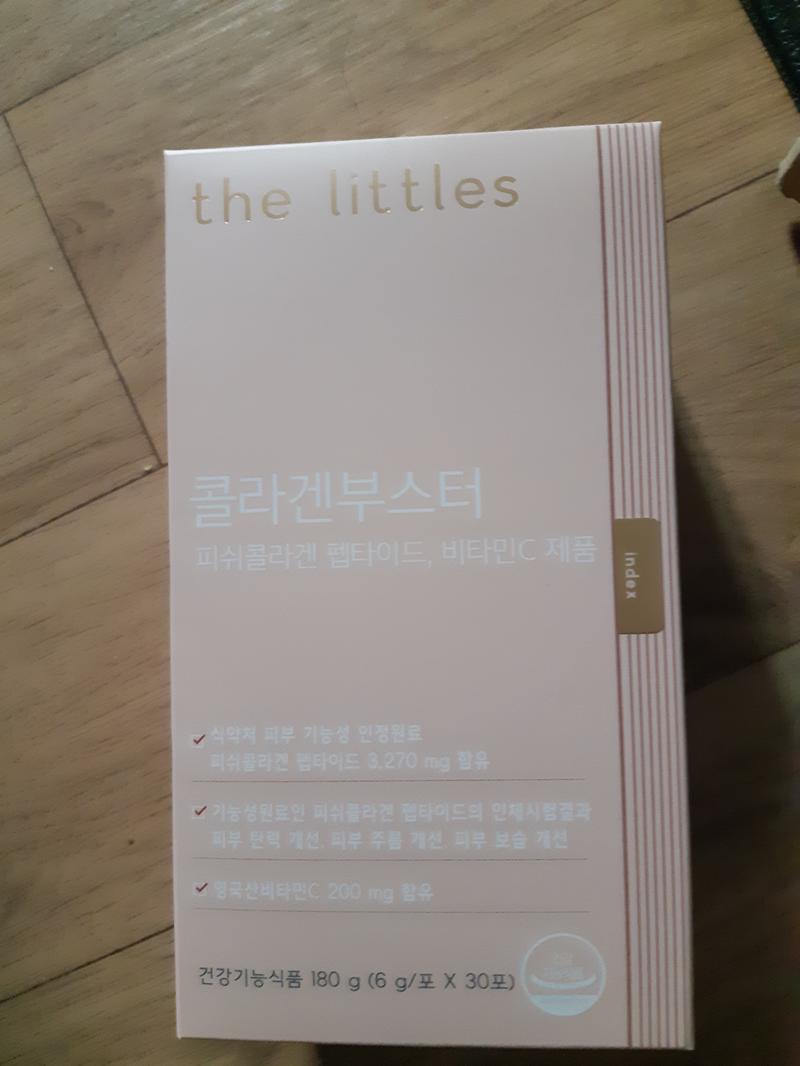 the littles
콜라겐부스터
피쉬콜라겐 펩타이드, 비타민C 제품
index
식약처 피부 기능성 인정원료
피쉬콜라겐 펩타이드 3,270 mg 함유
기능성원료인 피쉬콜라겐 펩타이드의 인체시험결과
피부 탄력 개선, 피부 주름 개선, 피부 보습 개선
영국산비타민C 200 mg 함유
건강기능식품 180 g (6 g/포 X 30포)